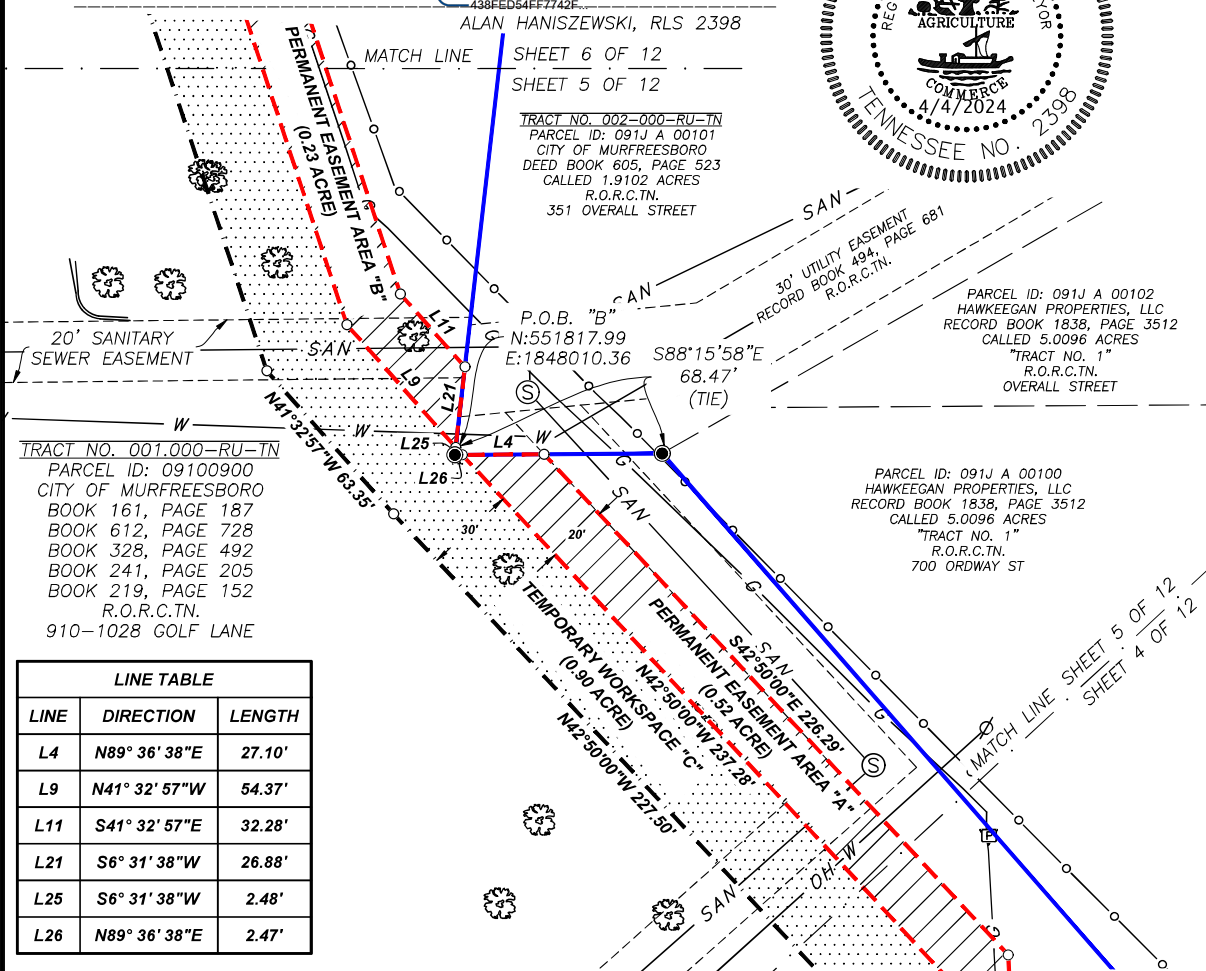 438FED54FF7742F...
ALAN HANISZEWSKI, RLS 2398
MATCH LINE
SHEET 6 OF 12
SHEET 5 OF 12
AGRICULTURE
COMMERCE
4/4/2024
TENNESSEE NO. 2398
TRACT NO. 002-000-RU-TN
PARCEL ID: 091J A 00101
CITY OF MURFREESBORO
DEED BOOK 605, PAGE 523
CALLED 1.9102 ACRES
R.O.R.C.TN.
351 OVERALL STREET
PERMANENT EASEMENT AREA "B"
(0.23 ACRE)
SAN
SAN
30' UTILITY EASEMENT
RECORD BOOK 494, PAGE 681
R.O.R.C.TN.
PARCEL ID: 091J A 00102
HAWKEEGAN PROPERTIES, LLC
RECORD BOOK 1838, PAGE 3512
CALLED 5.0096 ACRES
"TRACT NO. 1"
R.O.R.C.TN.
OVERALL STREET
G
G
P.O.B. "B"
N:551817.99
E:1848010.36
S88°15'58"E
68.47'
(TIE)
20' SANITARY
SEWER EASEMENT
SAN
L11
L9
L21
S
W
W
W
L25
L4
L26
G
SAN
N41°32'57"W 63.35'
TRACT NO. 001.000-RU-TN
PARCEL ID: 09100900
CITY OF MURFREESBORO
BOOK 161, PAGE 187
BOOK 612, PAGE 728
BOOK 328, PAGE 492
BOOK 241, PAGE 205
BOOK 219, PAGE 152
R.O.R.C.TN.
910-1028 GOLF LANE
PARCEL ID: 091J A 00100
HAWKEEGAN PROPERTIES, LLC
RECORD BOOK 1838, PAGE 3512
CALLED 5.0096 ACRES
"TRACT NO. 1"
R.O.R.C.TN.
700 ORDWAY ST
30'
20'
G
SAN
TEMPORARY WORKSPACE "C"
(0.90 ACRE)
N42°50'00"W 227.50'
N42°50'00"W 237.28'
PERMANENT EASEMENT AREA "A"
(0.52 ACRE)
S42°50'00"E 226.29'
G
S
MATCH LINE SHEET 5 OF 12
SHEET 4 OF 12
P
OH-W
SAN
G
LINE TABLE
LINE DIRECTION LENGTH
L4 N89° 36' 38"E 27.10'
L9 N41° 32' 57"W 54.37'
L11 S41° 32' 57"E 32.28'
L21 S6° 31' 38"W 26.88'
L25 S6° 31' 38"W 2.48'
L26 N89° 36' 38"E 2.47'